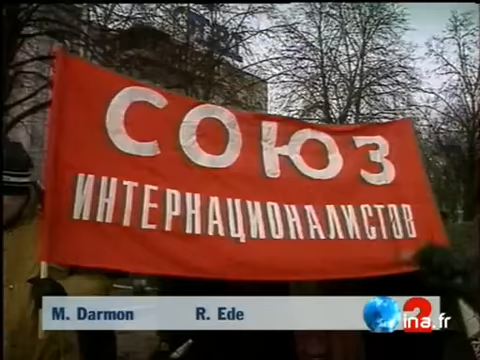 СОЮЗ
ИНТЕРНАЦИОНАЛИСТОВ
M. Darmon R. Ede
2
ina.fr